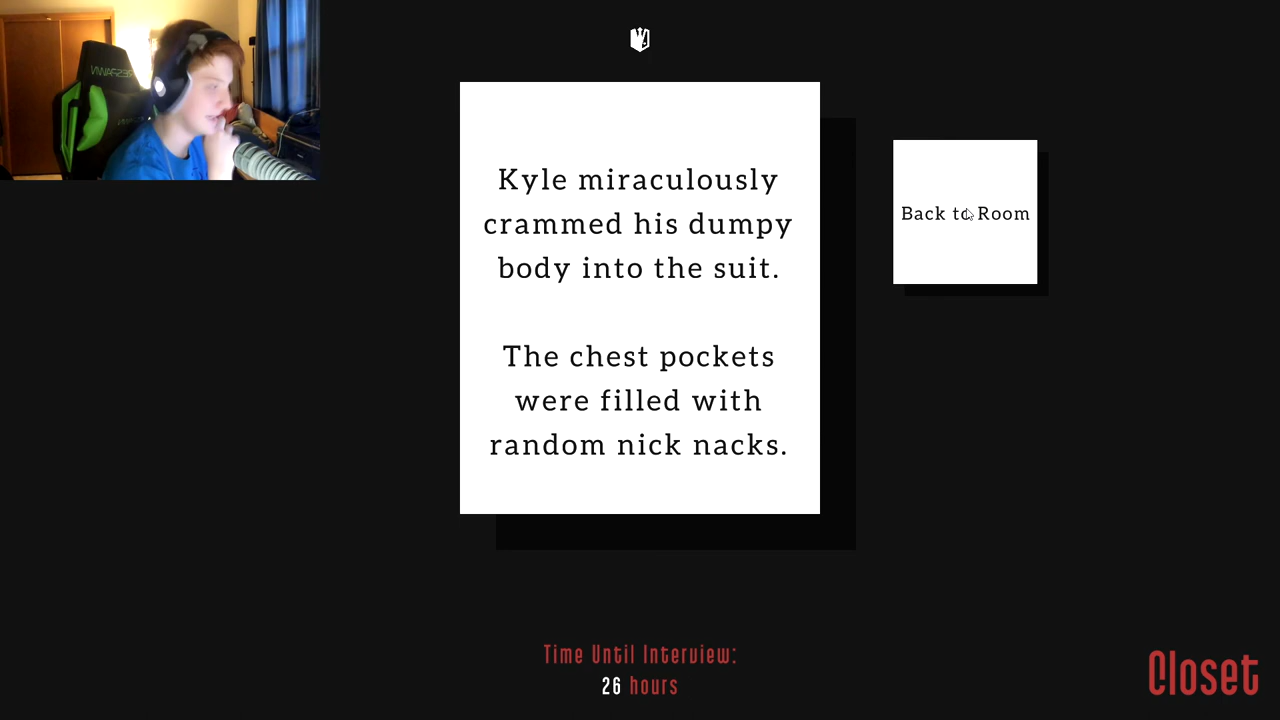 Kyle miraculously
crammed his dumpy
body into the suit.
The chest pockets
were filled with
random nick nacks.
Back to Room
Time Until Interview:
26 hours
Closet